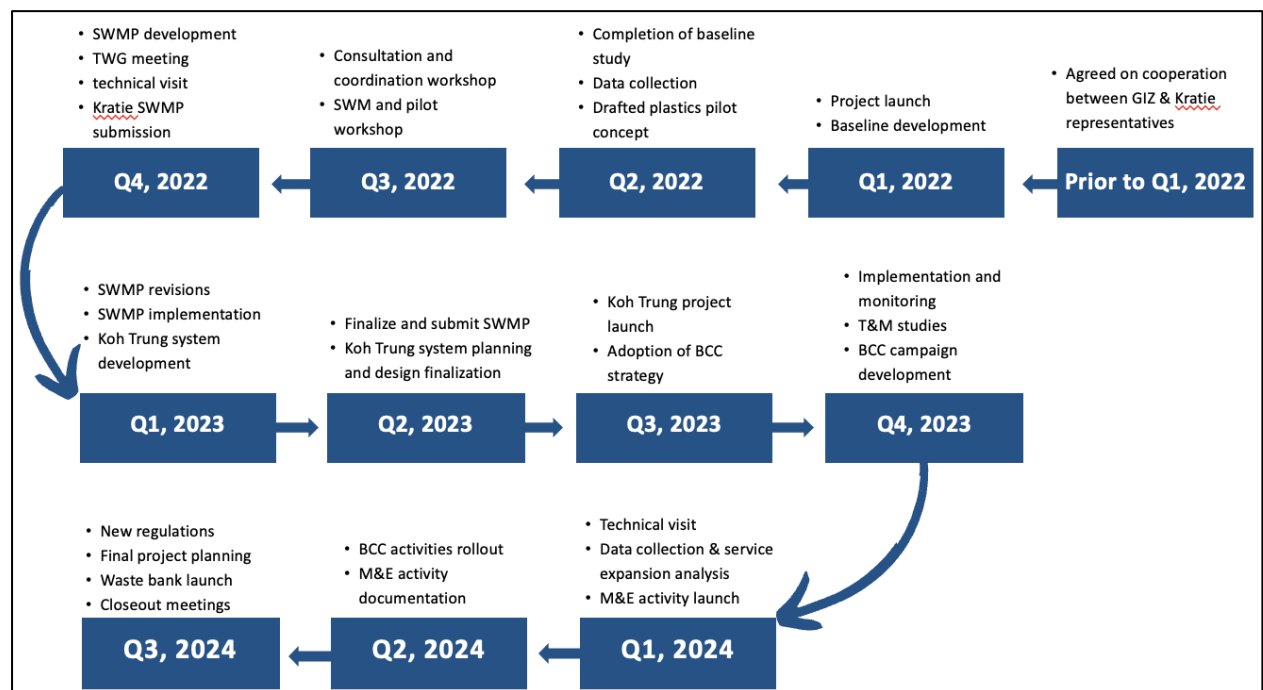 • SWMP development
• TWG meeting
• technical visit
• Kratie SWMP
submission
Q4, 2022
• Consultation and
coordination workshop
• SWM and pilot
workshop
Q3, 2022
• Completion of baseline
study
• Data collection
• Drafted plastics pilot
concept
Q2, 2022
• Project launch
• Baseline development
Q1, 2022
• Agreed on cooperation
between GIZ & Kratie
representatives
Prior to Q1, 2022
• SWMP revisions
• SWMP implementation
• Koh Trung system
development
Q1, 2023
• Finalize and submit SWMP
• Koh Trung system planning
and design finalization
Q2, 2023
• Koh Trung project
launch
• Adoption of BCC
strategy
Q3, 2023
• Implementation and
monitoring
• T&M studies
• BCC campaign
development
Q4, 2023
• New regulations
• Final project planning
• Waste bank launch
• Closeout meetings
Q3, 2024
• BCC activities rollout
• M&E activity
documentation
Q2, 2024
• Technical visit
• Data collection & service
expansion analysis
• M&E activity launch
Q1, 2024